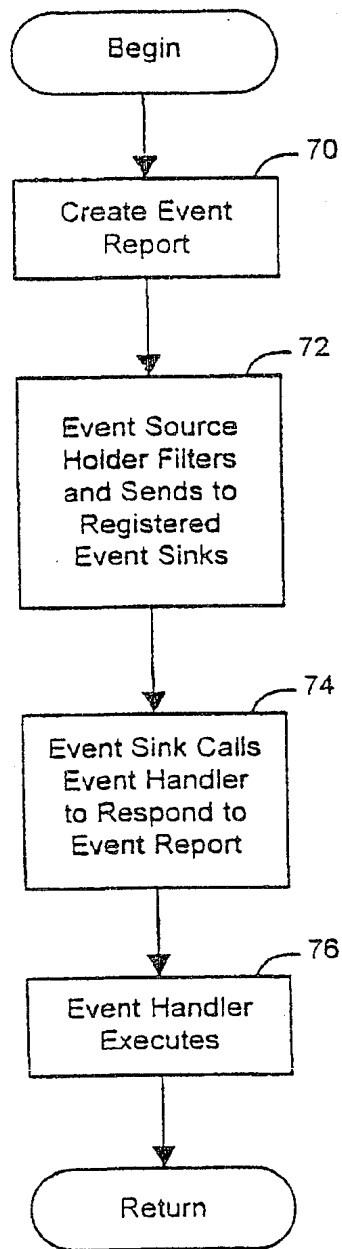 Begin
70
Create Event
Report
72
Event Source
Holder Filters
and Sends to
Registered
Event Sinks
74
Event Sink Calls
Event Handler
to Respond to
Event Report
76
Event Handler
Executes
Return